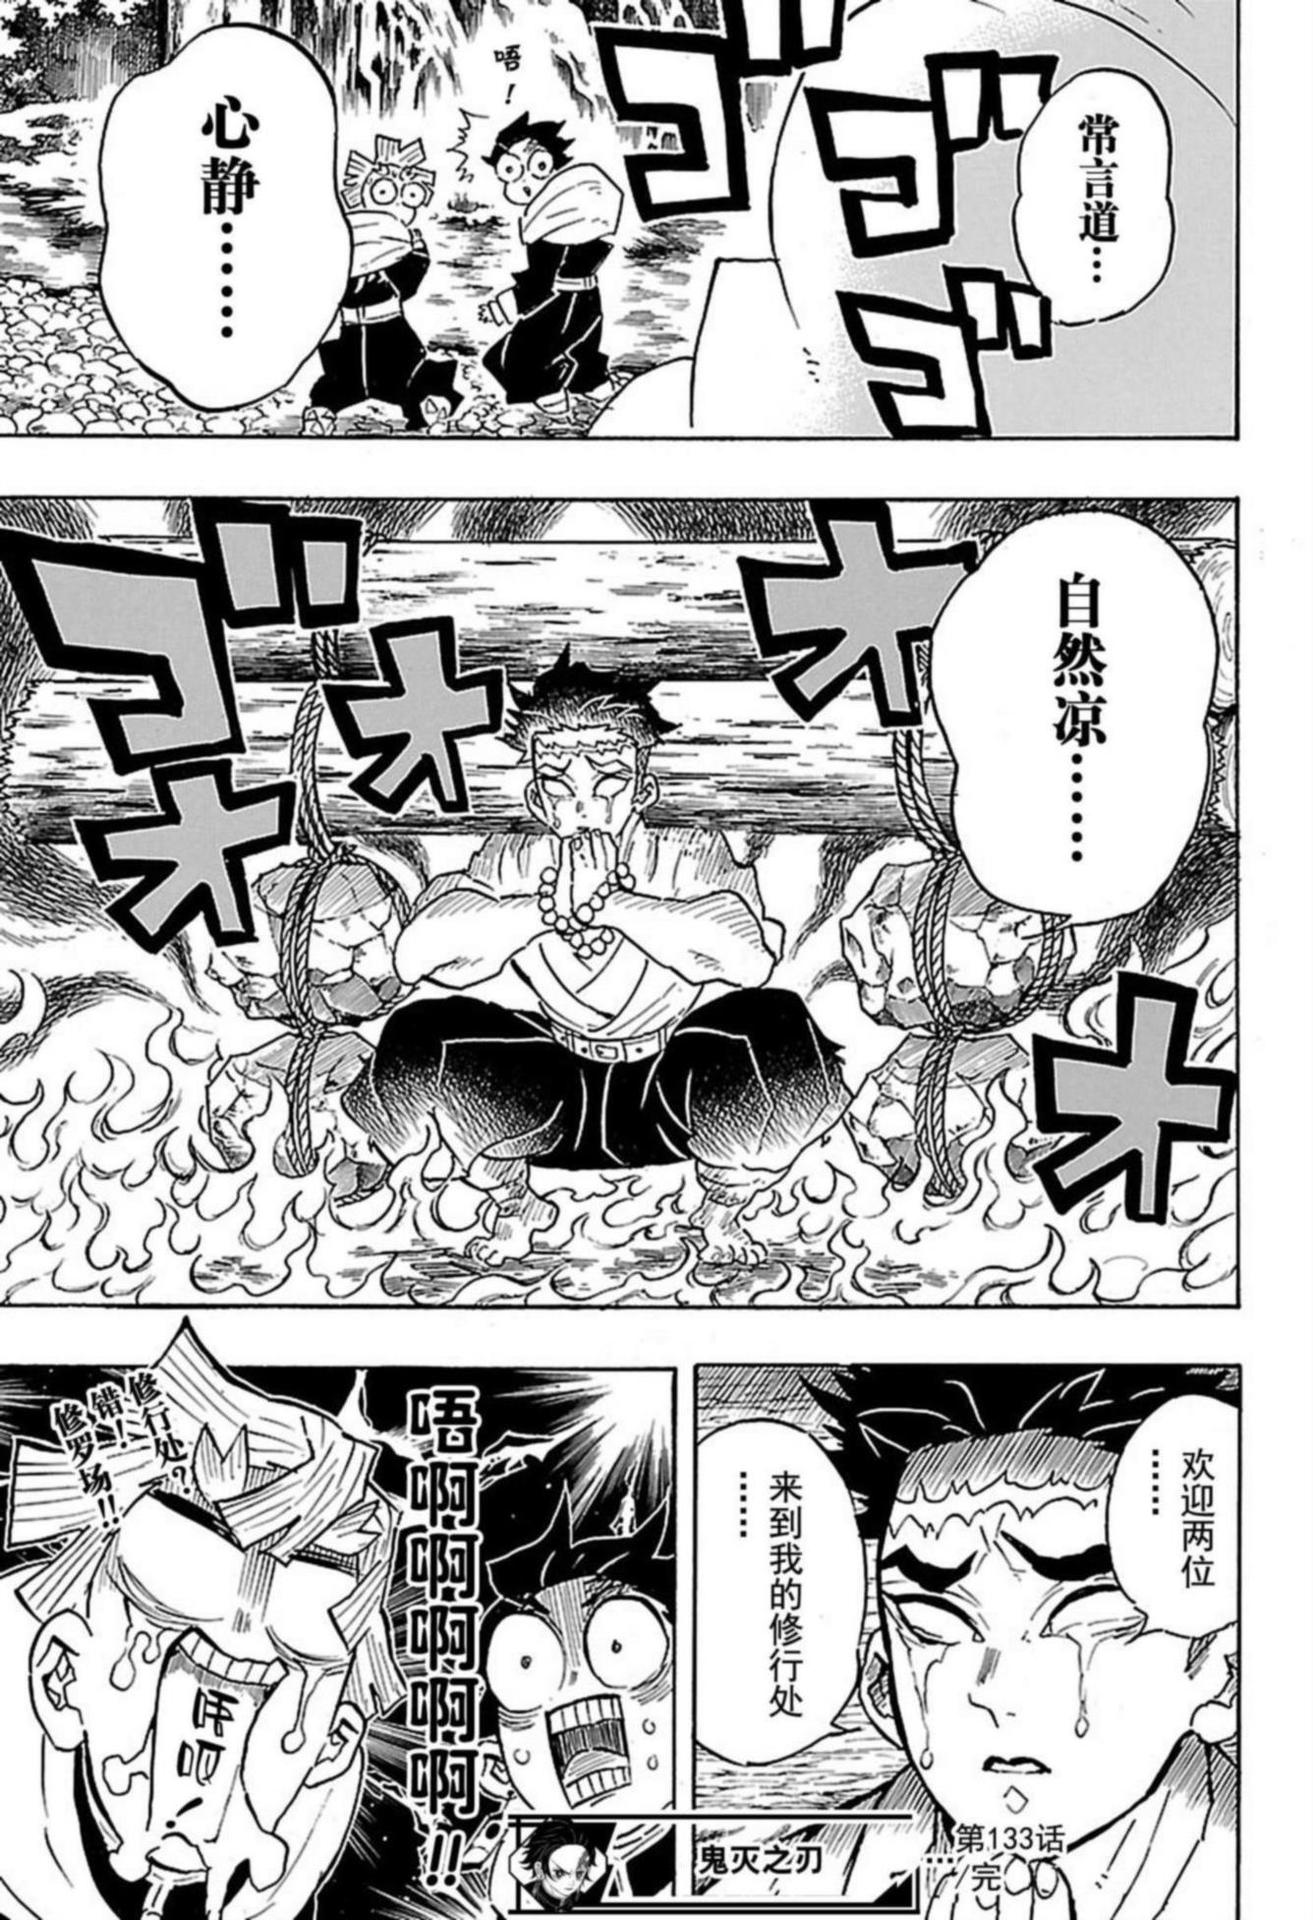 常言道…
ゴゴゴ
唔！
心静……
自然凉……
オオ
ゴオオ
欢迎两位……
来到我的修行处……
唔啊啊啊啊啊!!
修行处?
错!
修罗场!!
唔啊!
鬼灭之刃
第133话
完